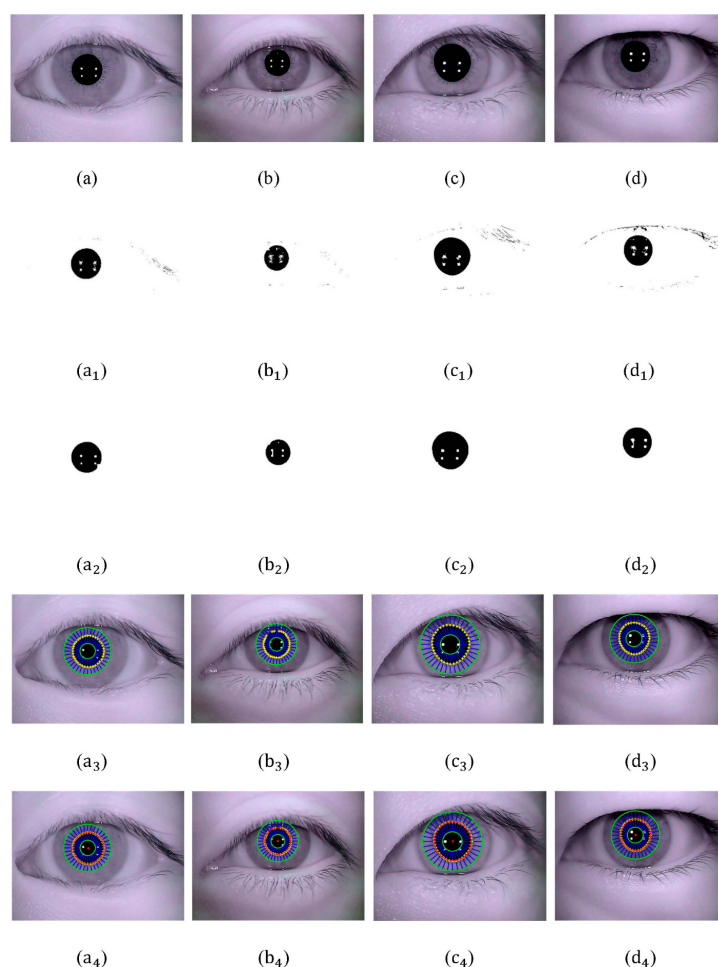 (a) (b) (c) (d)
(a₁) (b₁) (c₁) (d₁)
(a₂) (b₂) (c₂) (d₂)
(a₃) (b₃) (c₃) (d₃)
(a₄) (b₄) (c₄) (d₄)